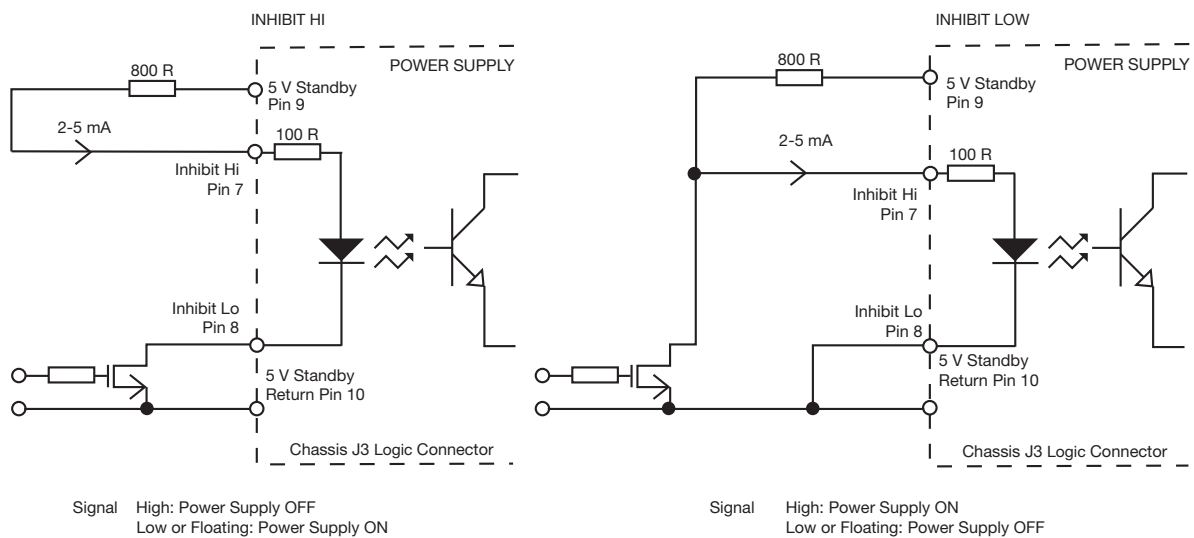 INHIBIT HI
POWER SUPPLY
800 R
5 V Standby
Pin 9
2-5 mA
100 R
Inhibit Hi
Pin 7
Inhibit Lo
Pin 8
5 V Standby
Return Pin 10
Chassis J3 Logic Connector
Signal High: Power Supply OFF
Low or Floating: Power Supply ON
INHIBIT LOW
POWER SUPPLY
800 R
5 V Standby
Pin 9
2-5 mA
100 R
Inhibit Hi
Pin 7
Inhibit Lo
Pin 8
5 V Standby
Return Pin 10
Chassis J3 Logic Connector
Signal High: Power Supply ON
Low or Floating: Power Supply OFF